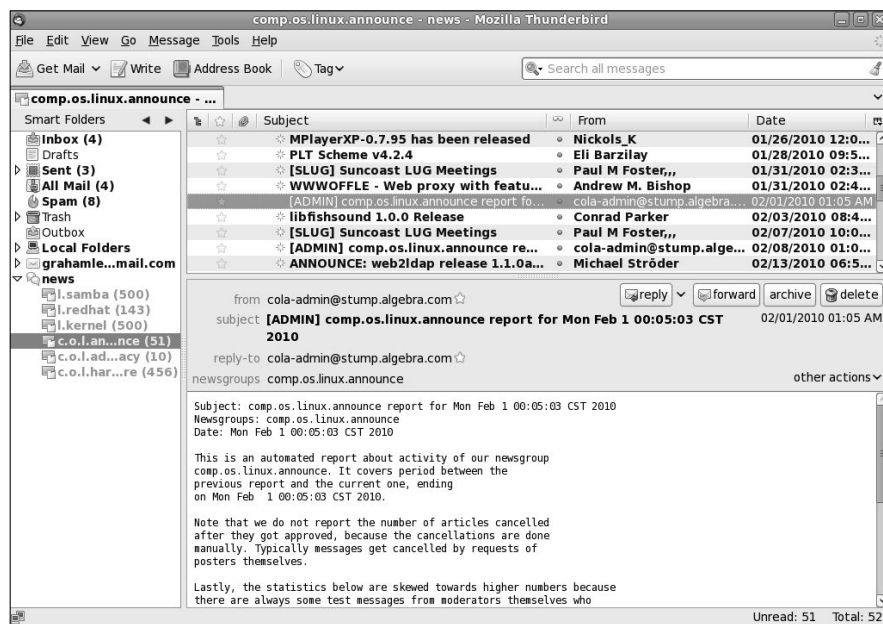 comp.os.linux.announce - news - Mozilla Thunderbird
File Edit View Go Message Tools Help
Get Mail Write Address Book Tag Search all messages
comp.os.linux.announce - ...
Smart Folders
Inbox (4)
Drafts
Sent (3)
All Mail (4)
Spam (8)
Trash
Outbox
Local Folders
grahamle...mail.com
news
l.samba (500)
l.redhat (143)
l.kernel (500)
c.o.l.an...nce (51)
c.o.l.ad...acy (10)
c.o.l.har...re (456)
Subject From Date
MPlayerXP-0.7.95 has been released Nickols_K 01/26/2010 12:0...
PLT Scheme v4.2.4 Eli Barzilay 01/28/2010 09:5...
[SLUG] Suncoast LUG Meetings Paul M Foster,,, 01/31/2010 02:3...
WWWOFFLE - Web proxy with featu... Andrew M. Bishop 01/31/2010 02:4...
[ADMIN] comp.os.linux.announce report fo... cola-admin@stump.algebra.... 02/01/2010 01:05 AM
libfishsound 1.0.0 Release Conrad Parker 02/03/2010 08:4...
[SLUG] Suncoast LUG Meetings Paul M Foster,,, 02/07/2010 10:0...
[ADMIN] comp.os.linux.announce re... cola-admin@stump.alge... 02/08/2010 01:0...
ANNOUNCE: web2ldap release 1.1.0a... Michael Ströder 02/13/2010 06:5...
from cola-admin@stump.algebra.com reply forward archive delete
subject [ADMIN] comp.os.linux.announce report for Mon Feb 1 00:05:03 CST 02/01/2010 01:05 AM
2010
reply-to cola-admin@stump.algebra.com
newsgroups comp.os.linux.announce other actions
Subject: comp.os.linux.announce report for Mon Feb 1 00:05:03 CST 2010
Newsgroups: comp.os.linux.announce
Date: Mon Feb 1 00:05:03 CST 2010
This is an automated report about activity of our newsgroup
comp.os.linux.announce. It covers period between the
previous report and the current one, ending
on Mon Feb 1 00:05:03 CST 2010.
Note that we do not report the number of articles cancelled
after they got approved, because the cancellations are done
manually. Typically messages get cancelled by requests of
posters themselves.
Lastly, the statistics below are skewed towards higher numbers because
there are always some test messages from moderators themselves who
Unread: 51 Total: 52